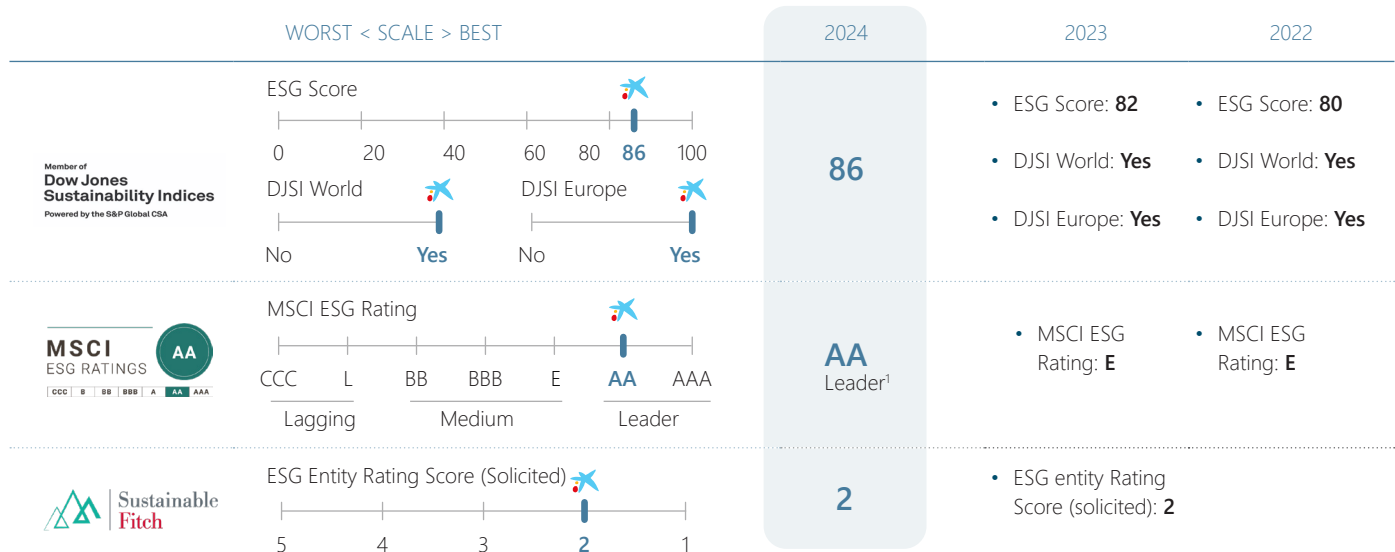 WORST < SCALE > BEST 2024 2023 2022
Member of
Dow Jones
Sustainability Indices
Powered by the S&P Global CSA
ESG Score
0 20 40 60 80 86 100
DJSI World DJSI Europe
No Yes No Yes
86
• ESG Score: 82
• DJSI World: Yes
• DJSI Europe: Yes
• ESG Score: 80
• DJSI World: Yes
• DJSI Europe: Yes
MSCI
ESG RATINGS
AA
CCC B BB BBB A AA AAA
MSCI ESG Rating
CCC L BB BBB E AA AAA
Lagging Medium Leader
AA
Leader¹
• MSCI ESG
Rating: E
• MSCI ESG
Rating: E
Sustainable
Fitch
ESG Entity Rating Score (Solicited)
5 4 3 2 1
2
• ESG entity Rating
Score (solicited): 2